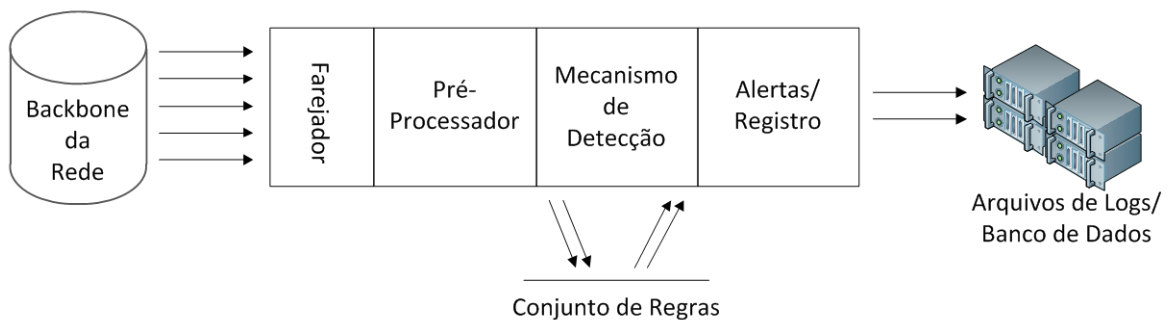 Backbone
da
Rede
Farejador
Pré-
Processador
Mecanismo
de
Detecção
Alertas/
Registro
Arquivos de Logs/
Banco de Dados
Conjunto de Regras